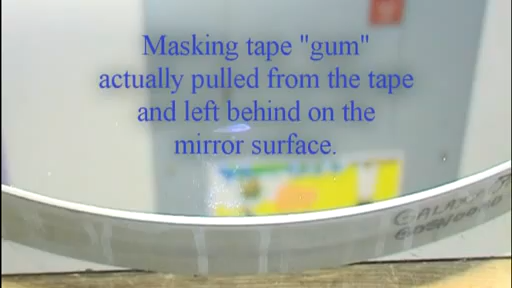 Masking tape "gum"
actually pulled from the tape
and left behind on the
mirror surface.